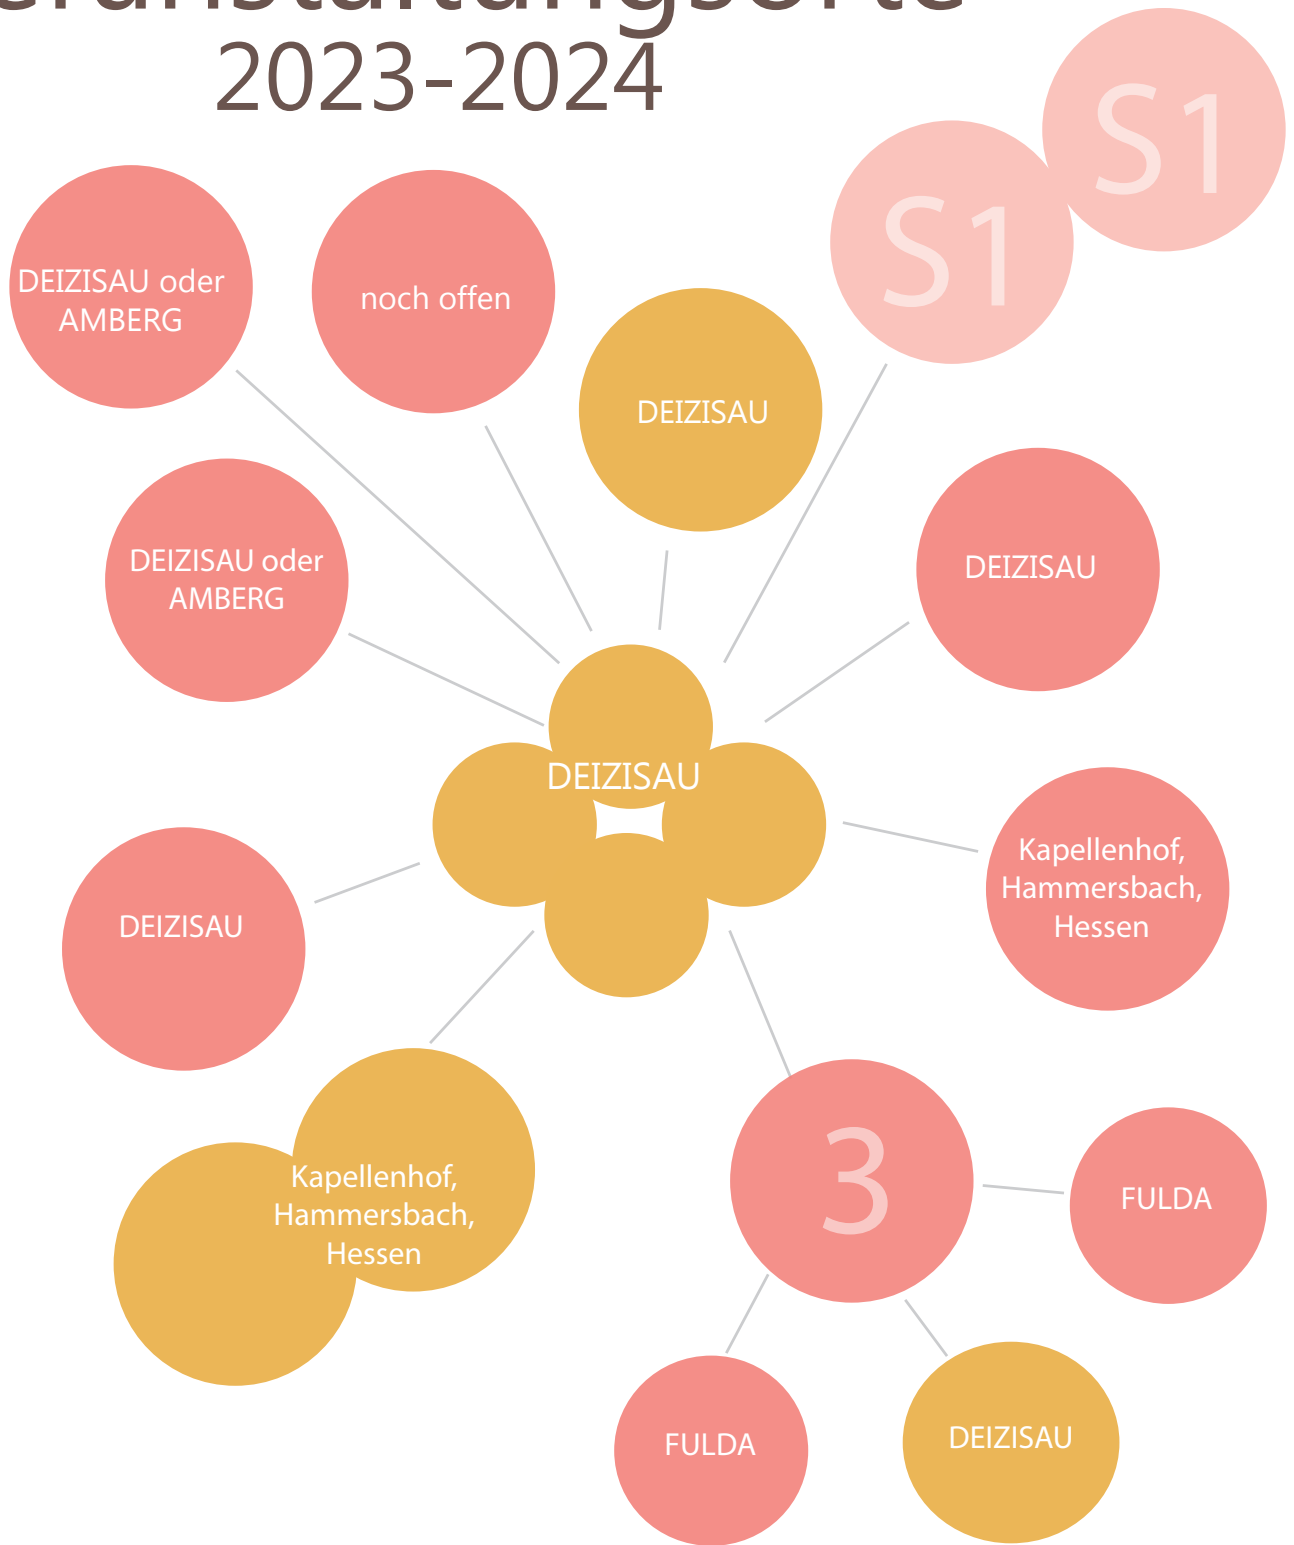 2023-2024
S1
S1
DEIZISAU oder
AMBERG
noch offen
DEIZISAU
DEIZISAU oder
AMBERG
DEIZISAU
DEIZISAU
Kapellenhof,
Hammersbach,
Hessen
DEIZISAU
Kapellenhof,
Hammersbach,
Hessen
3
FULDA
FULDA
DEIZISAU